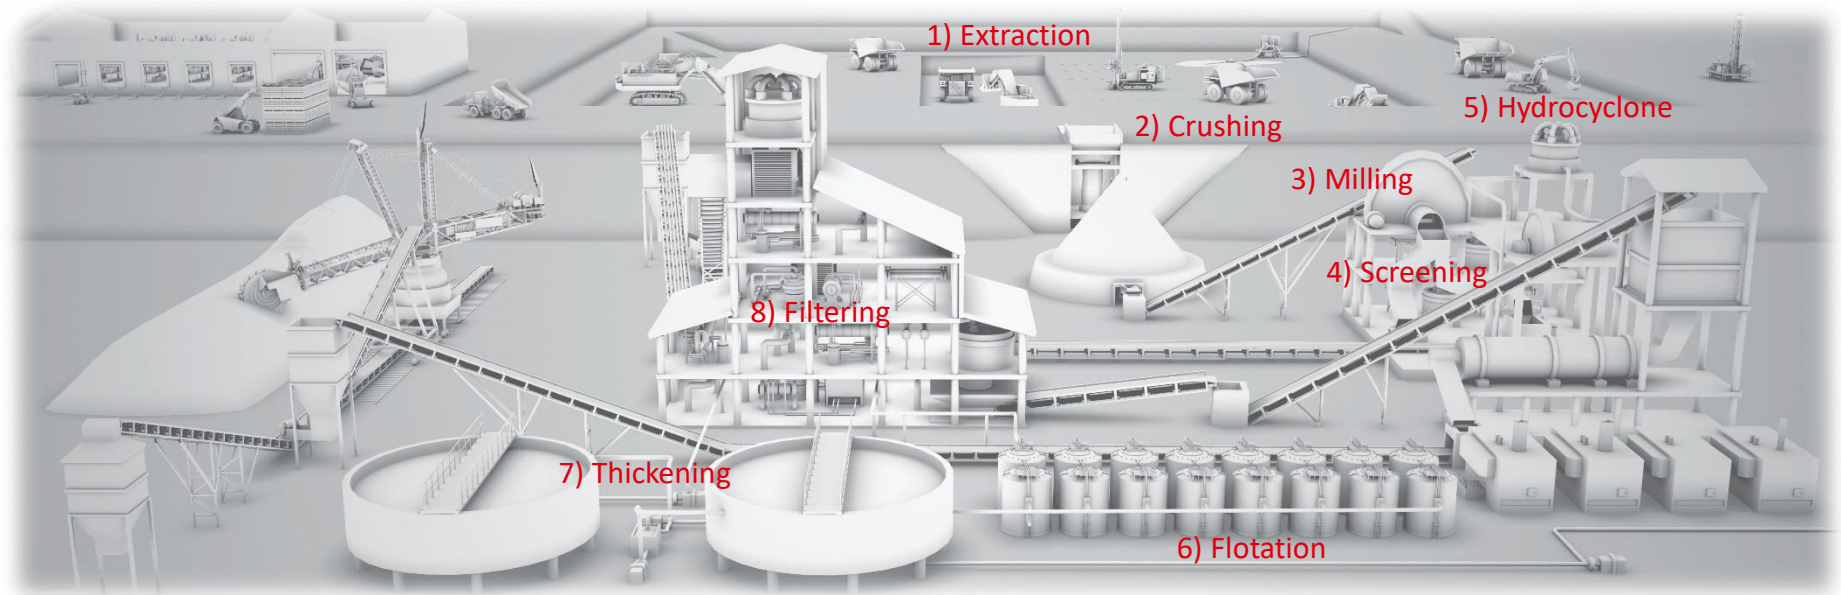 1) Extraction
2) Crushing
3) Milling
4) Screening
5) Hydrocyclone
6) Flotation
7) Thickening
8) Filtering